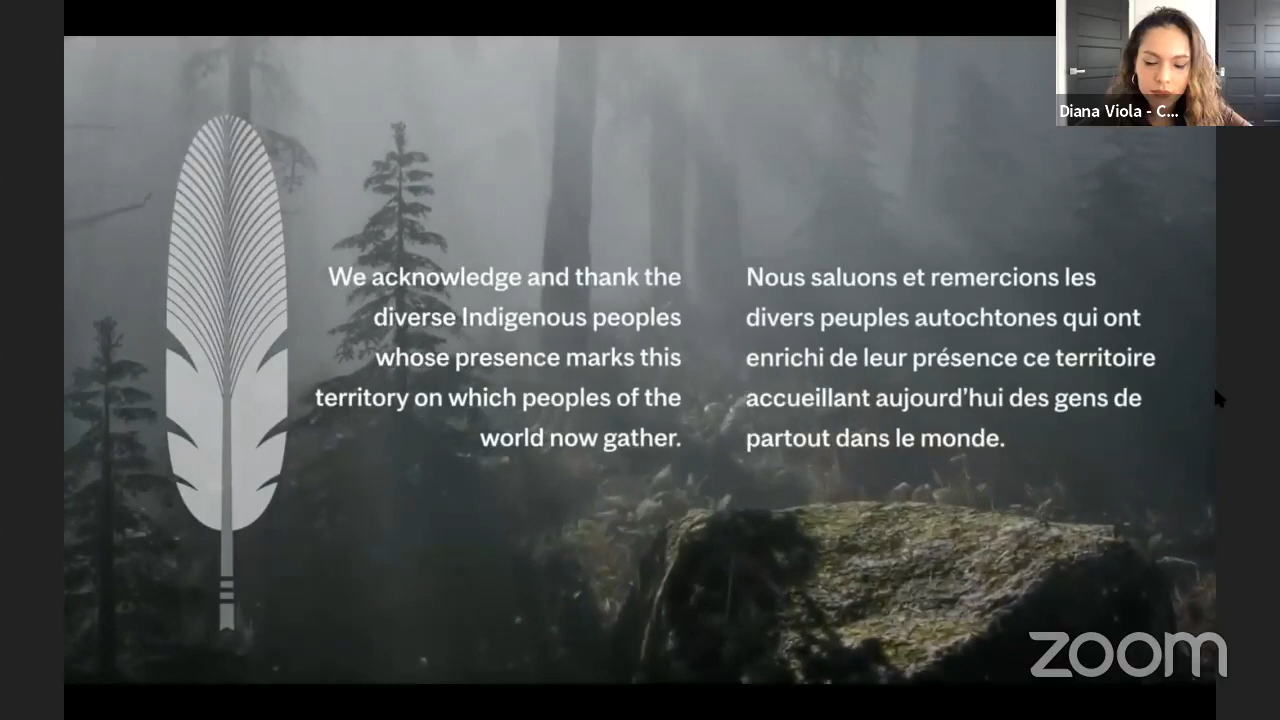 Diana Viola - C...
We acknowledge and thank the
diverse Indigenous peoples
whose presence marks this
territory on which peoples of the
world now gather.
Nous saluons et remercions les
divers peuples autochtones qui ont
enrichi de leur présence ce territoire
accueillant aujourd’hui des gens de
partout dans le monde.
zoom